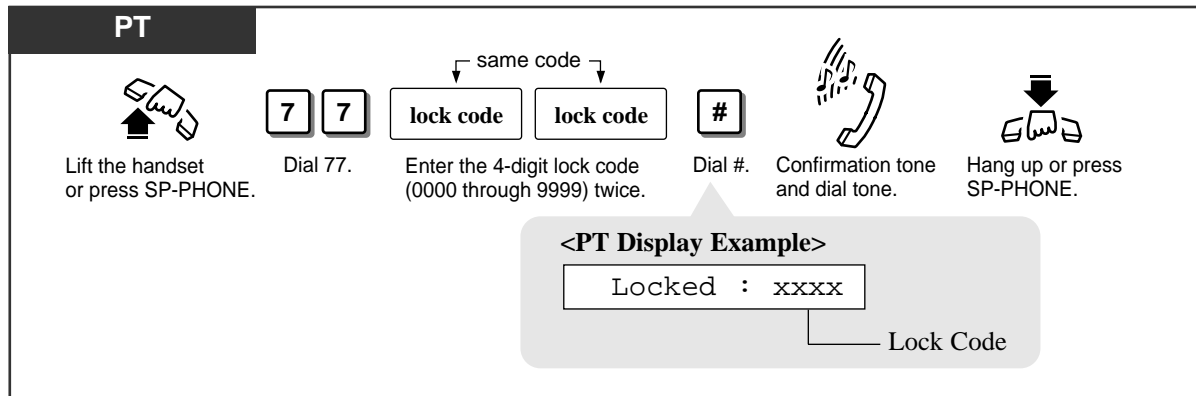 PT
same code
7 7 lock code lock code #
Lift the handset
or press SP-PHONE.
Dial 77.
Enter the 4-digit lock code
(0000 through 9999) twice.
Dial #.
Confirmation tone
and dial tone.
Hang up or press
SP-PHONE.
<PT Display Example>
Locked : xxxx
Lock Code